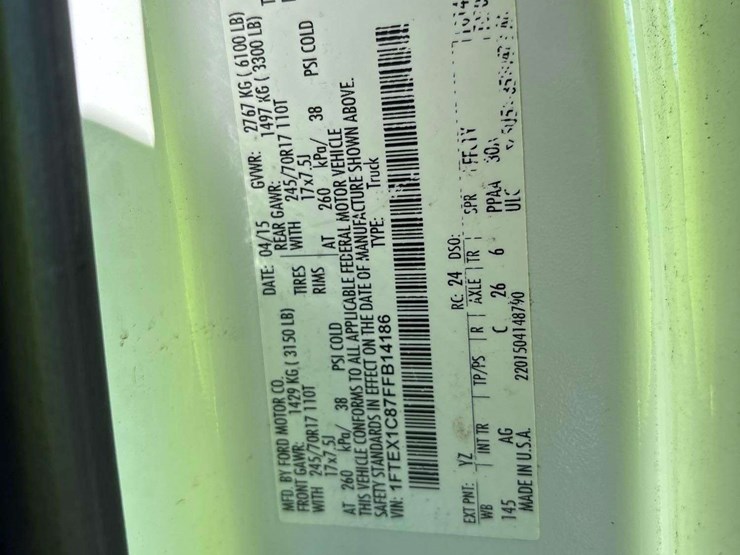 MFD. BY FORD MOTOR CO. DATE: 04/15 GVWR: 2767 KG ( 6100 LB)
FRONT GAWR: 1429 KG ( 3150 LB) REAR GAWR: 1497 KG ( 3300 LB)
WITH 245/70R17 110T TIRES WITH 245/70R17 110T
17x7.5J RIMS 17x7.5J
AT 260 kPa/ 38 PSI COLD AT 260 kPa/ 38 PSI COLD
THIS VEHICLE CONFORMS TO ALL APPLICABLE FEDERAL MOTOR VEHICLE
SAFETY STANDARDS IN EFFECT ON THE DATE OF MANUFACTURE SHOWN ABOVE.
VIN: 1FTEX1C87FFB14186 TYPE: Truck
EXT PNT: YZ RC: 24 DSO:
WB INT TR TP/PS R AXLE TR SPR
145 AG C 26 6 PPAA
MADE IN U.S.A. 2201504148790 ULC